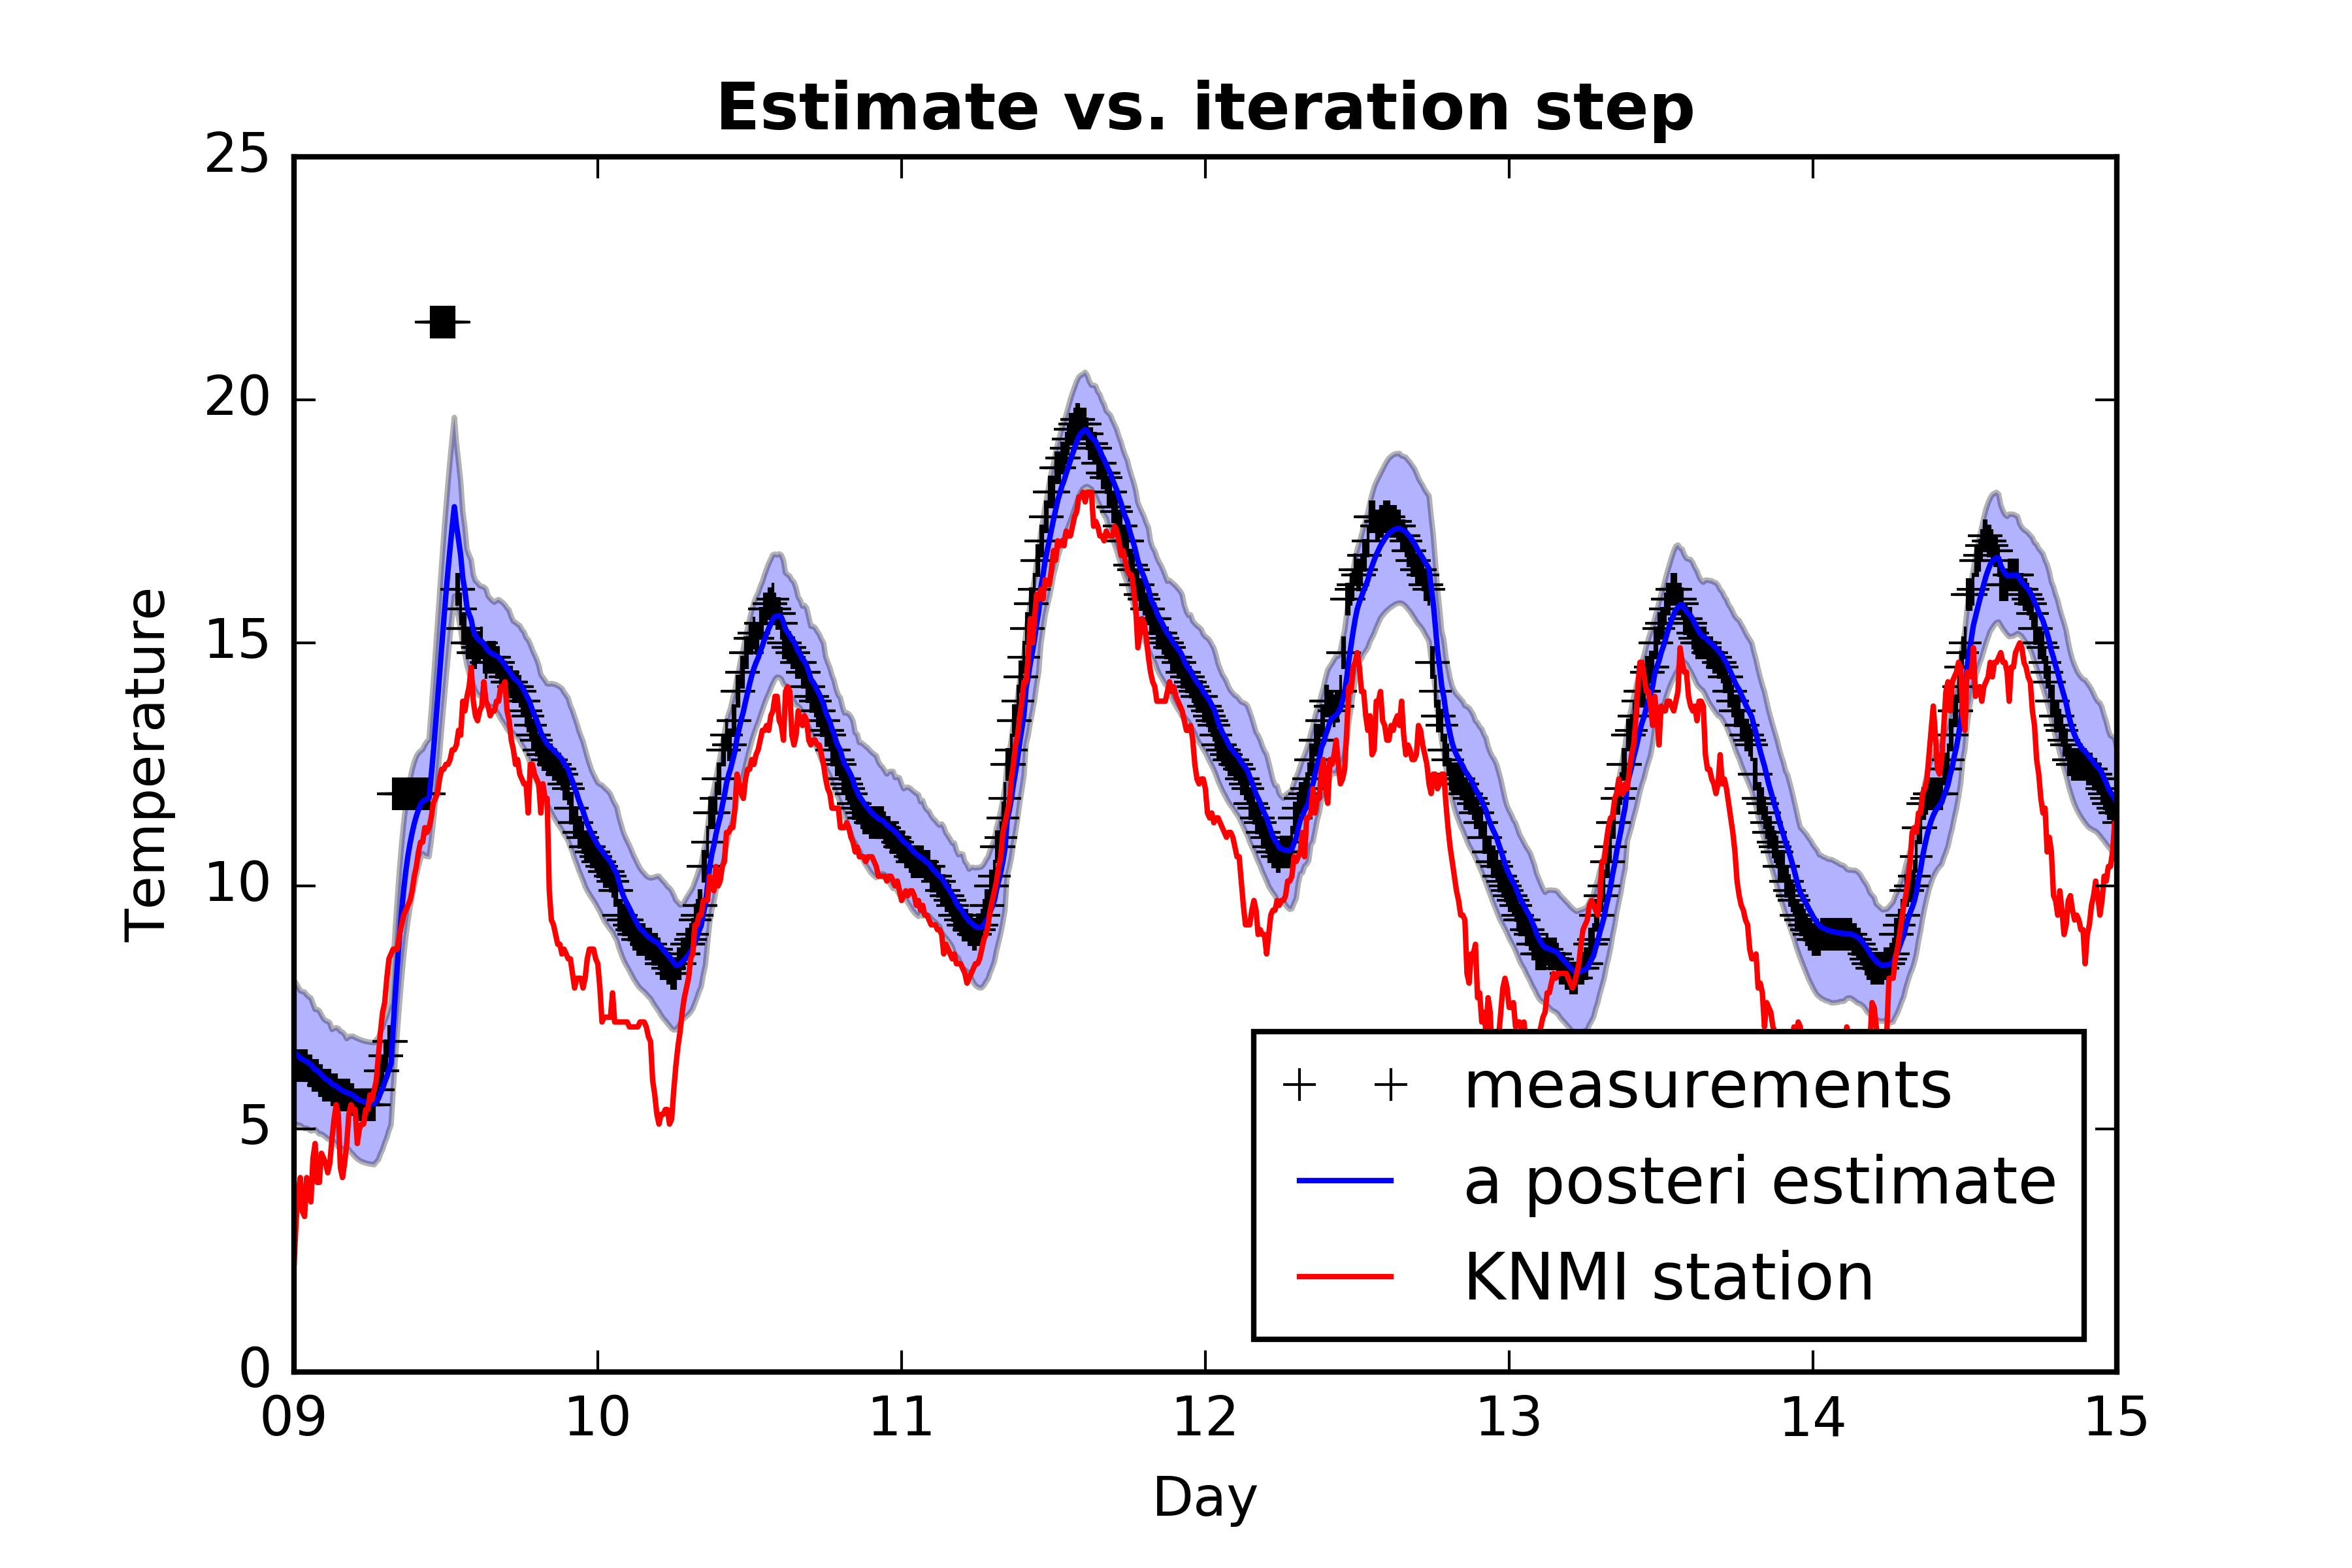 Estimate vs. iteration step
25
20
15
10
5
0
Temperature
09 10 11 12 13 14 15
Day
measurements
a posteri estimate
KNMI station